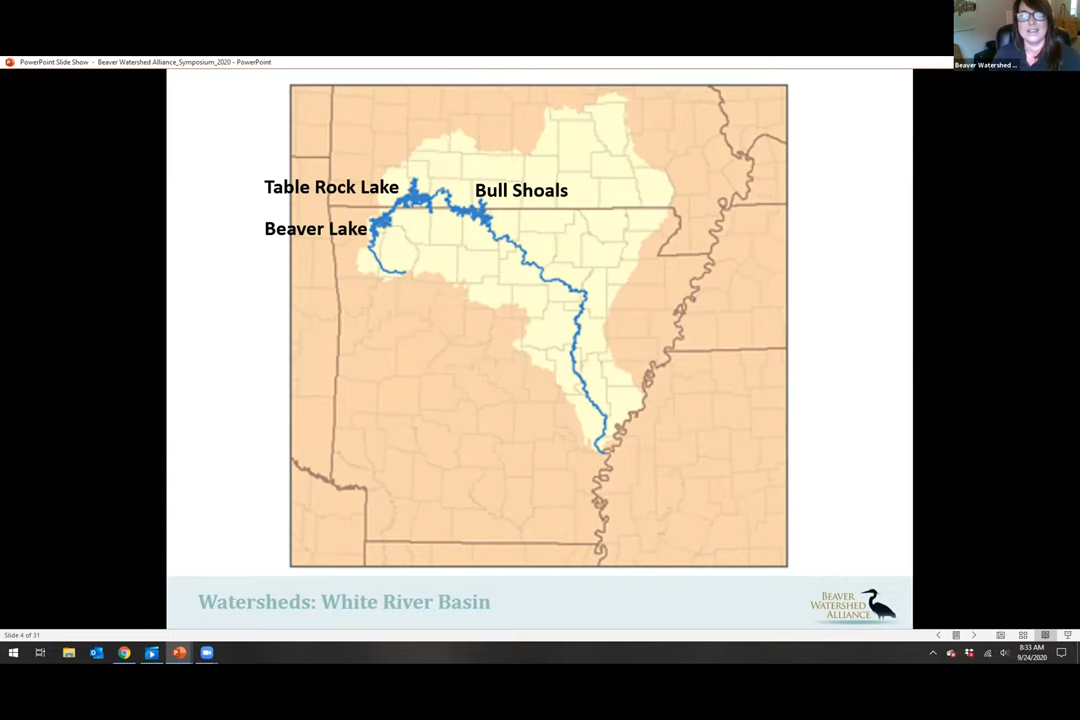 Beaver Watershed ...
PowerPoint Slide Show - Beaver Watershed Alliance_Symposium_2020 - PowerPoint
Table Rock Lake
Bull Shoals
Beaver Lake
Watersheds: White River Basin
BEAVER
WATERSHED
ALLIANCE
Slide 4 of 31
8:33 AM
9/24/2020